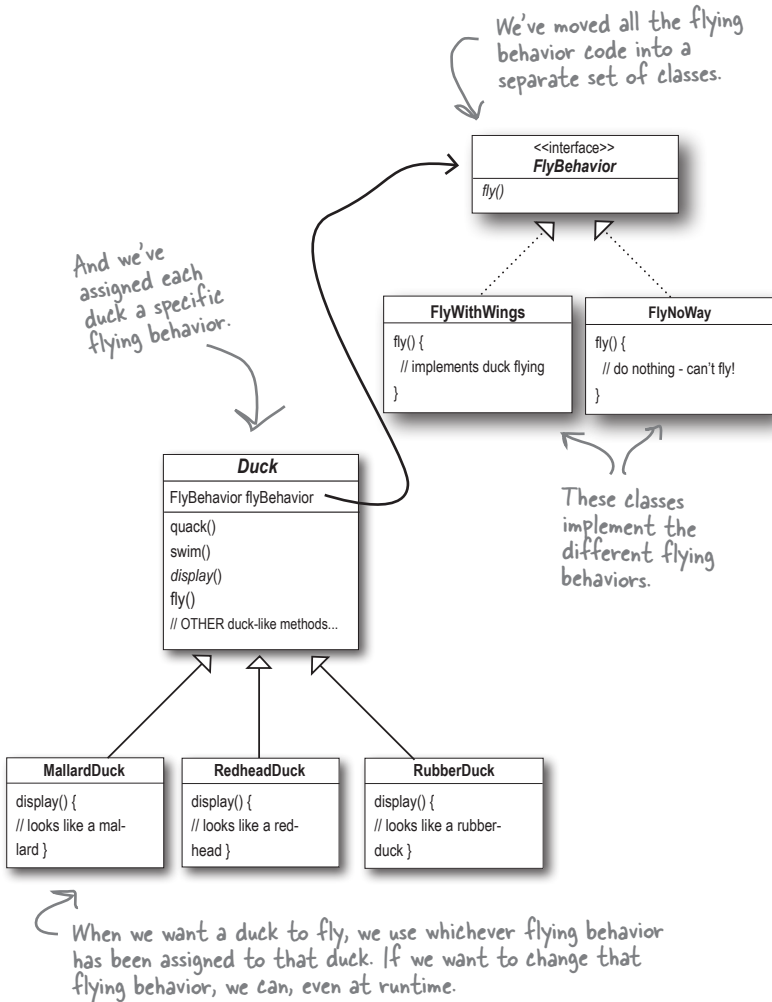 We've moved all the flying
behavior code into a
separate set of classes.
<<interface>>
FlyBehavior
fly()
And we've
assigned each
duck a specific
flying behavior.
FlyWithWings
fly() {
// implements duck flying
}
FlyNoWay
fly() {
// do nothing - can't fly!
}
These classes
implement the
different flying
behaviors.
Duck
FlyBehavior flyBehavior
quack()
swim()
display()
fly()
// OTHER duck-like methods...
MallardDuck
display() {
// looks like a mal-
lard }
RedheadDuck
display() {
// looks like a red-
head }
RubberDuck
display() {
// looks like a rubber-
duck }
When we want a duck to fly, we use whichever flying behavior
has been assigned to that duck. If we want to change that
flying behavior, we can, even at runtime.